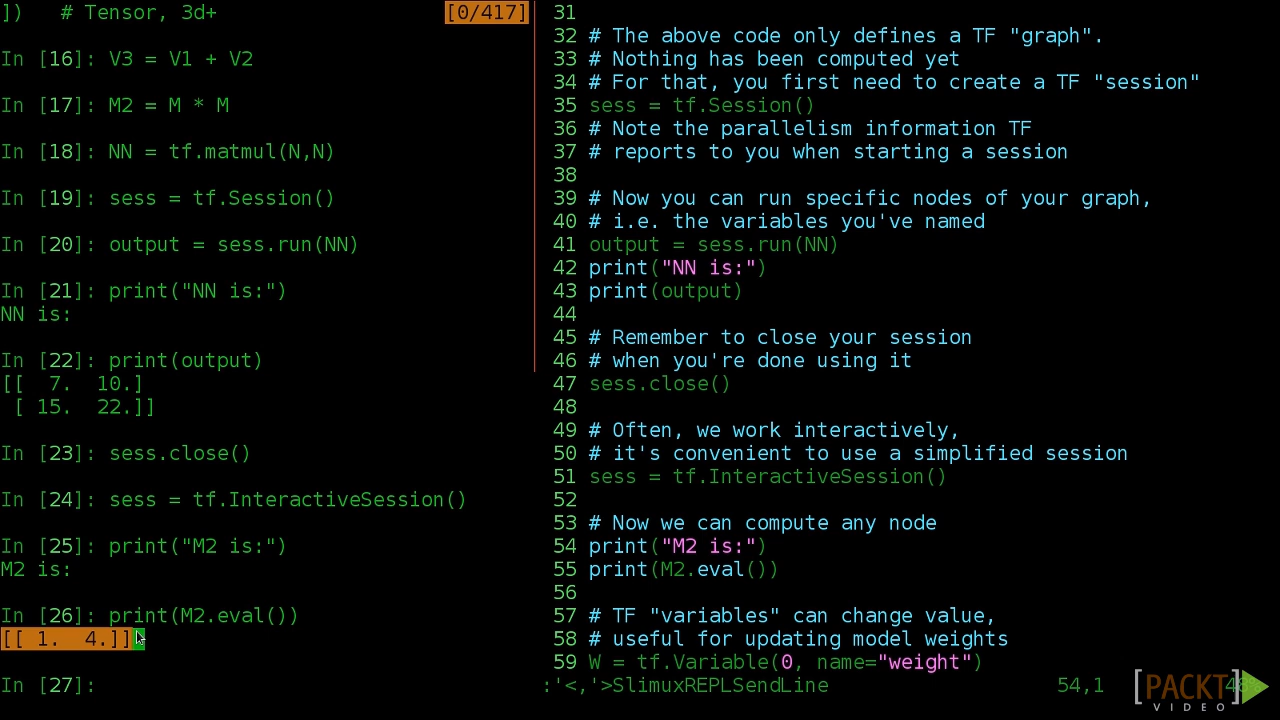 ])   # Tensor, 3d+ [0/417]
In [16]: V3 = V1 + V2
In [17]: M2 = M * M
In [18]: NN = tf.matmul(N,N)
In [19]: sess = tf.Session()
In [20]: output = sess.run(NN)
In [21]: print("NN is:")
NN is:
In [22]: print(output)
[[  7.  10.]
 [ 15.  22.]]
In [23]: sess.close()
In [24]: sess = tf.InteractiveSession()
In [25]: print("M2 is:")
M2 is:
In [26]: print(M2.eval())
[[ 1.  4.]]
In [27]:
31
32 # The above code only defines a TF "graph".
33 # Nothing has been computed yet
34 # For that, you first need to create a TF "session"
35 sess = tf.Session()
36 # Note the parallelism information TF
37 # reports to you when starting a session
38
39 # Now you can run specific nodes of your graph,
40 # i.e. the variables you've named
41 output = sess.run(NN)
42 print("NN is:")
43 print(output)
44
45 # Remember to close your session
46 # when you're done using it
47 sess.close()
48
49 # Often, we work interactively,
50 # it's convenient to use a simplified session
51 sess = tf.InteractiveSession()
52
53 # Now we can compute any node
54 print("M2 is:")
55 print(M2.eval())
56
57 # TF "variables" can change value,
58 # useful for updating model weights
59 W = tf.Variable(0, name="weight")
:'<,'>SlimuxREPLSendLine 54,1
[PACKT]
VIDEO